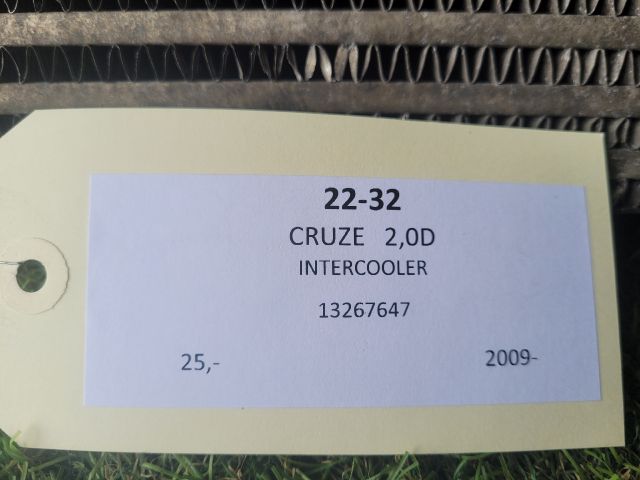 22-32
CRUZE 2,0D
INTERCOOLER
13267647
25,- 2009-